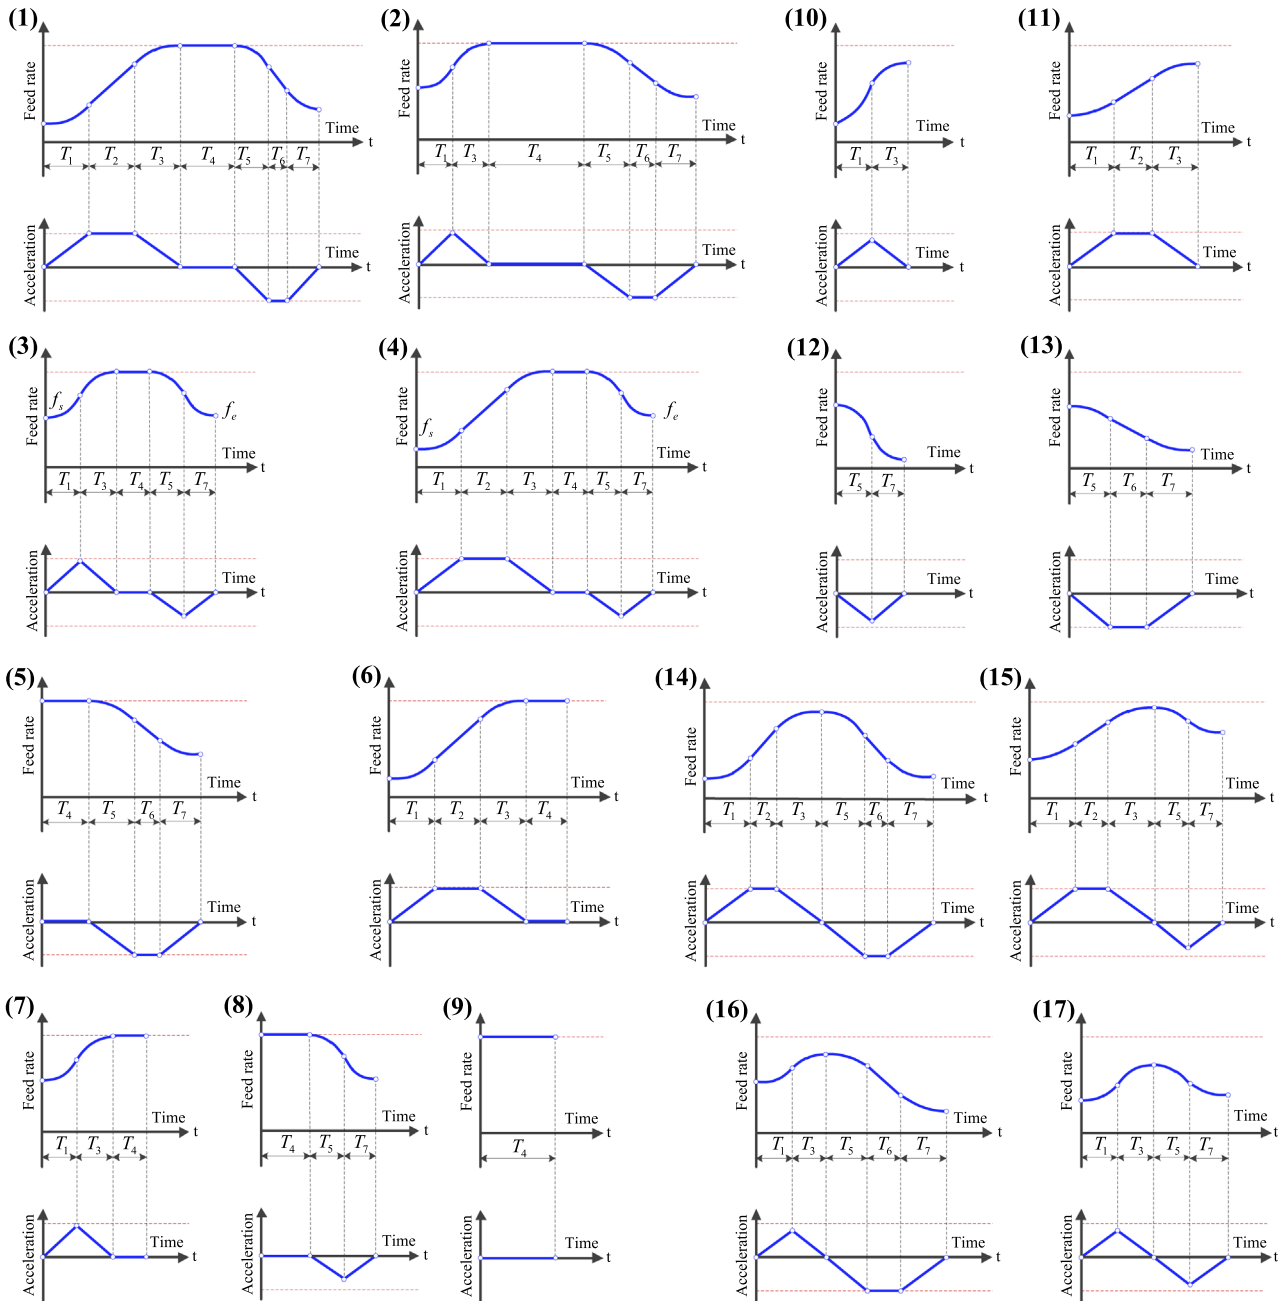 (1)
Feed rate
Time
t
T1 T2 T3 T4 T5 T6 T7
Acceleration
Time
t
(2)
Feed rate
Time
t
T1 T3 T4 T5 T6 T7
Acceleration
Time
t
(10)
Feed rate
Time
t
T1 T3
Acceleration
Time
t
(11)
Feed rate
Time
t
T1 T2 T3
Acceleration
Time
t
(3)
Feed rate
fs
fe
Time
t
T1 T3 T4 T5 T7
Acceleration
Time
t
(4)
Feed rate
fs
fe
Time
t
T1 T2 T3 T4 T5 T7
Acceleration
Time
t
(12)
Feed rate
Time
t
T5 T7
Acceleration
Time
t
(13)
Feed rate
Time
t
T5 T6 T7
Acceleration
Time
t
(5)
Feed rate
Time
t
T4 T5 T6 T7
Acceleration
Time
t
(6)
Feed rate
Time
t
T1 T2 T3 T4
Acceleration
Time
t
(14)
Feed rate
Time
t
T1 T2 T3 T5 T6 T7
Acceleration
Time
t
(15)
Feed rate
Time
t
T1 T2 T3 T5 T7
Acceleration
Time
t
(7)
Feed rate
Time
t
T1 T3 T4
Acceleration
Time
t
(8)
Feed rate
Time
t
T4 T5 T7
Acceleration
Time
t
(9)
Feed rate
Time
t
T4
Acceleration
Time
t
(16)
Feed rate
Time
t
T1 T3 T5 T6 T7
Acceleration
Time
t
(17)
Feed rate
Time
t
T1 T3 T5 T7
Acceleration
Time
t